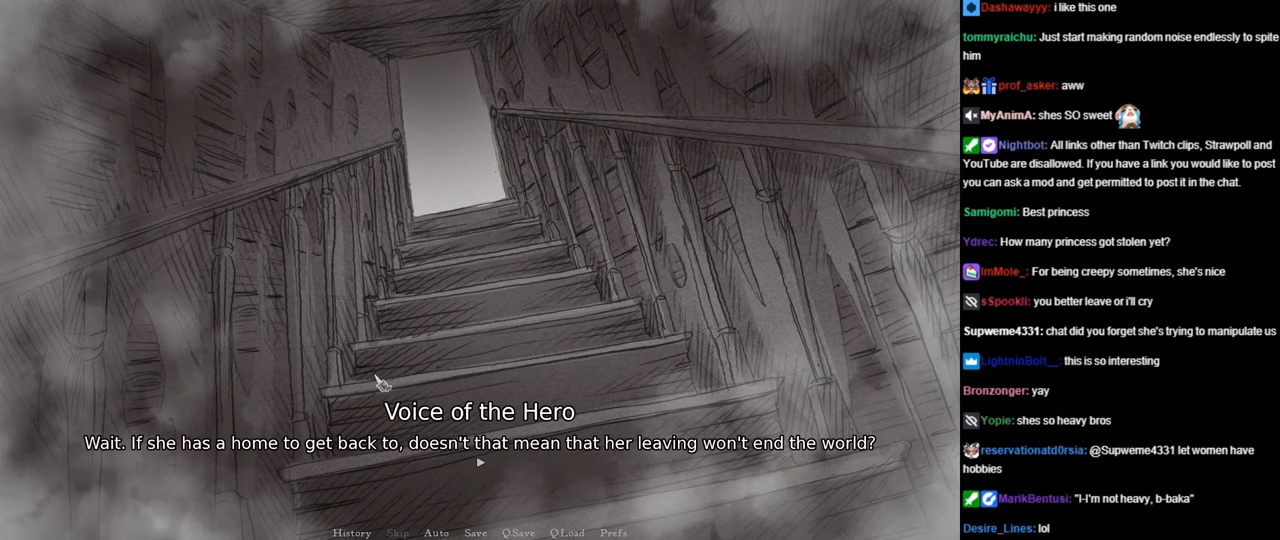 Voice of the Hero
Wait. If she has a home to get back to, doesn't that mean that her leaving won't end the world?
History Skip Auto Save Q.Save Q.Load Prefs
Dashawayyy: i like this one
tommyraichu: Just start making random noise endlessly to spite
him
prof_asker: aww
MyAnimA: shes SO sweet
Nightbot: All links other than Twitch clips, Strawpoll and
YouTube are disallowed. If you have a link you would like to post
you can ask a mod and get permitted to post it in the chat.
Samigomi: Best princess
Ydrec: How many princess got stolen yet?
ImMole_: For being creepy sometimes, she's nice
sSpookli: you better leave or i'll cry
Supweme4331: chat did you forget she's trying to manipulate us
LightninBolt__: this is so interesting
Bronzonger: yay
Yopie: shes so heavy bros
reservationatd0rsia: @Supweme4331 let women have
hobbies
MarikBentusi: "I-I'm not heavy, b-baka"
Desire_Lines: lol